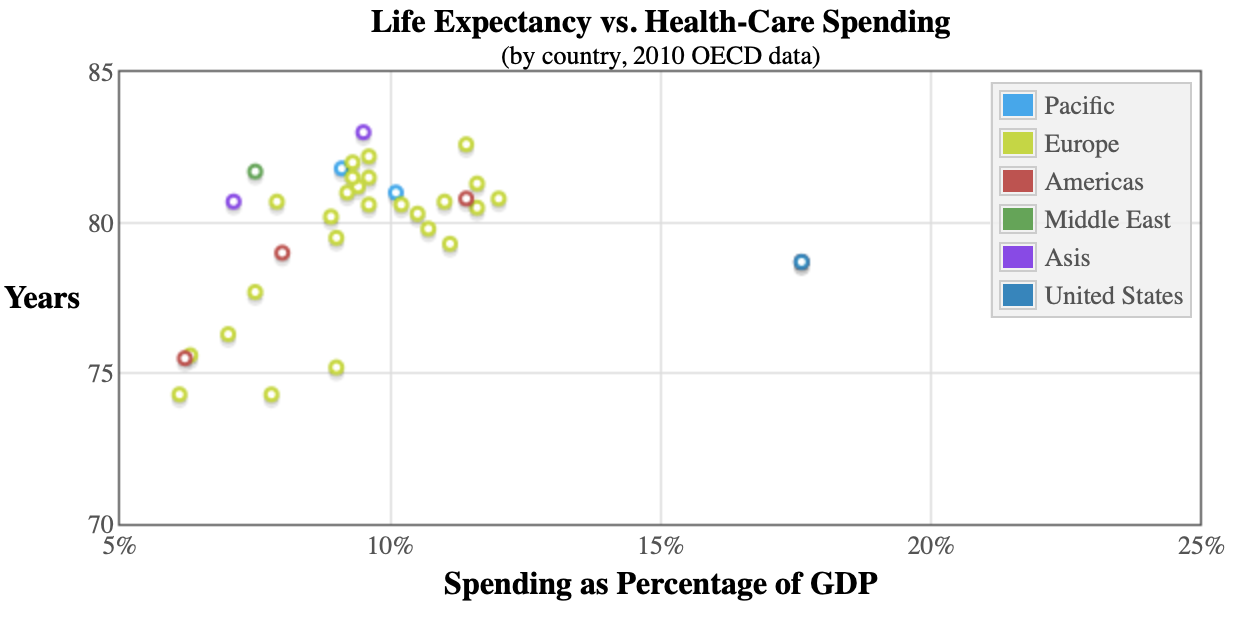 Life Expectancy vs. Health-Care Spending
(by country, 2010 OECD data)
85
80
75
70
Years
5%
10%
15%
20%
25%
Spending as Percentage of GDP
Pacific
Europe
Americas
Middle East
Asis
United States